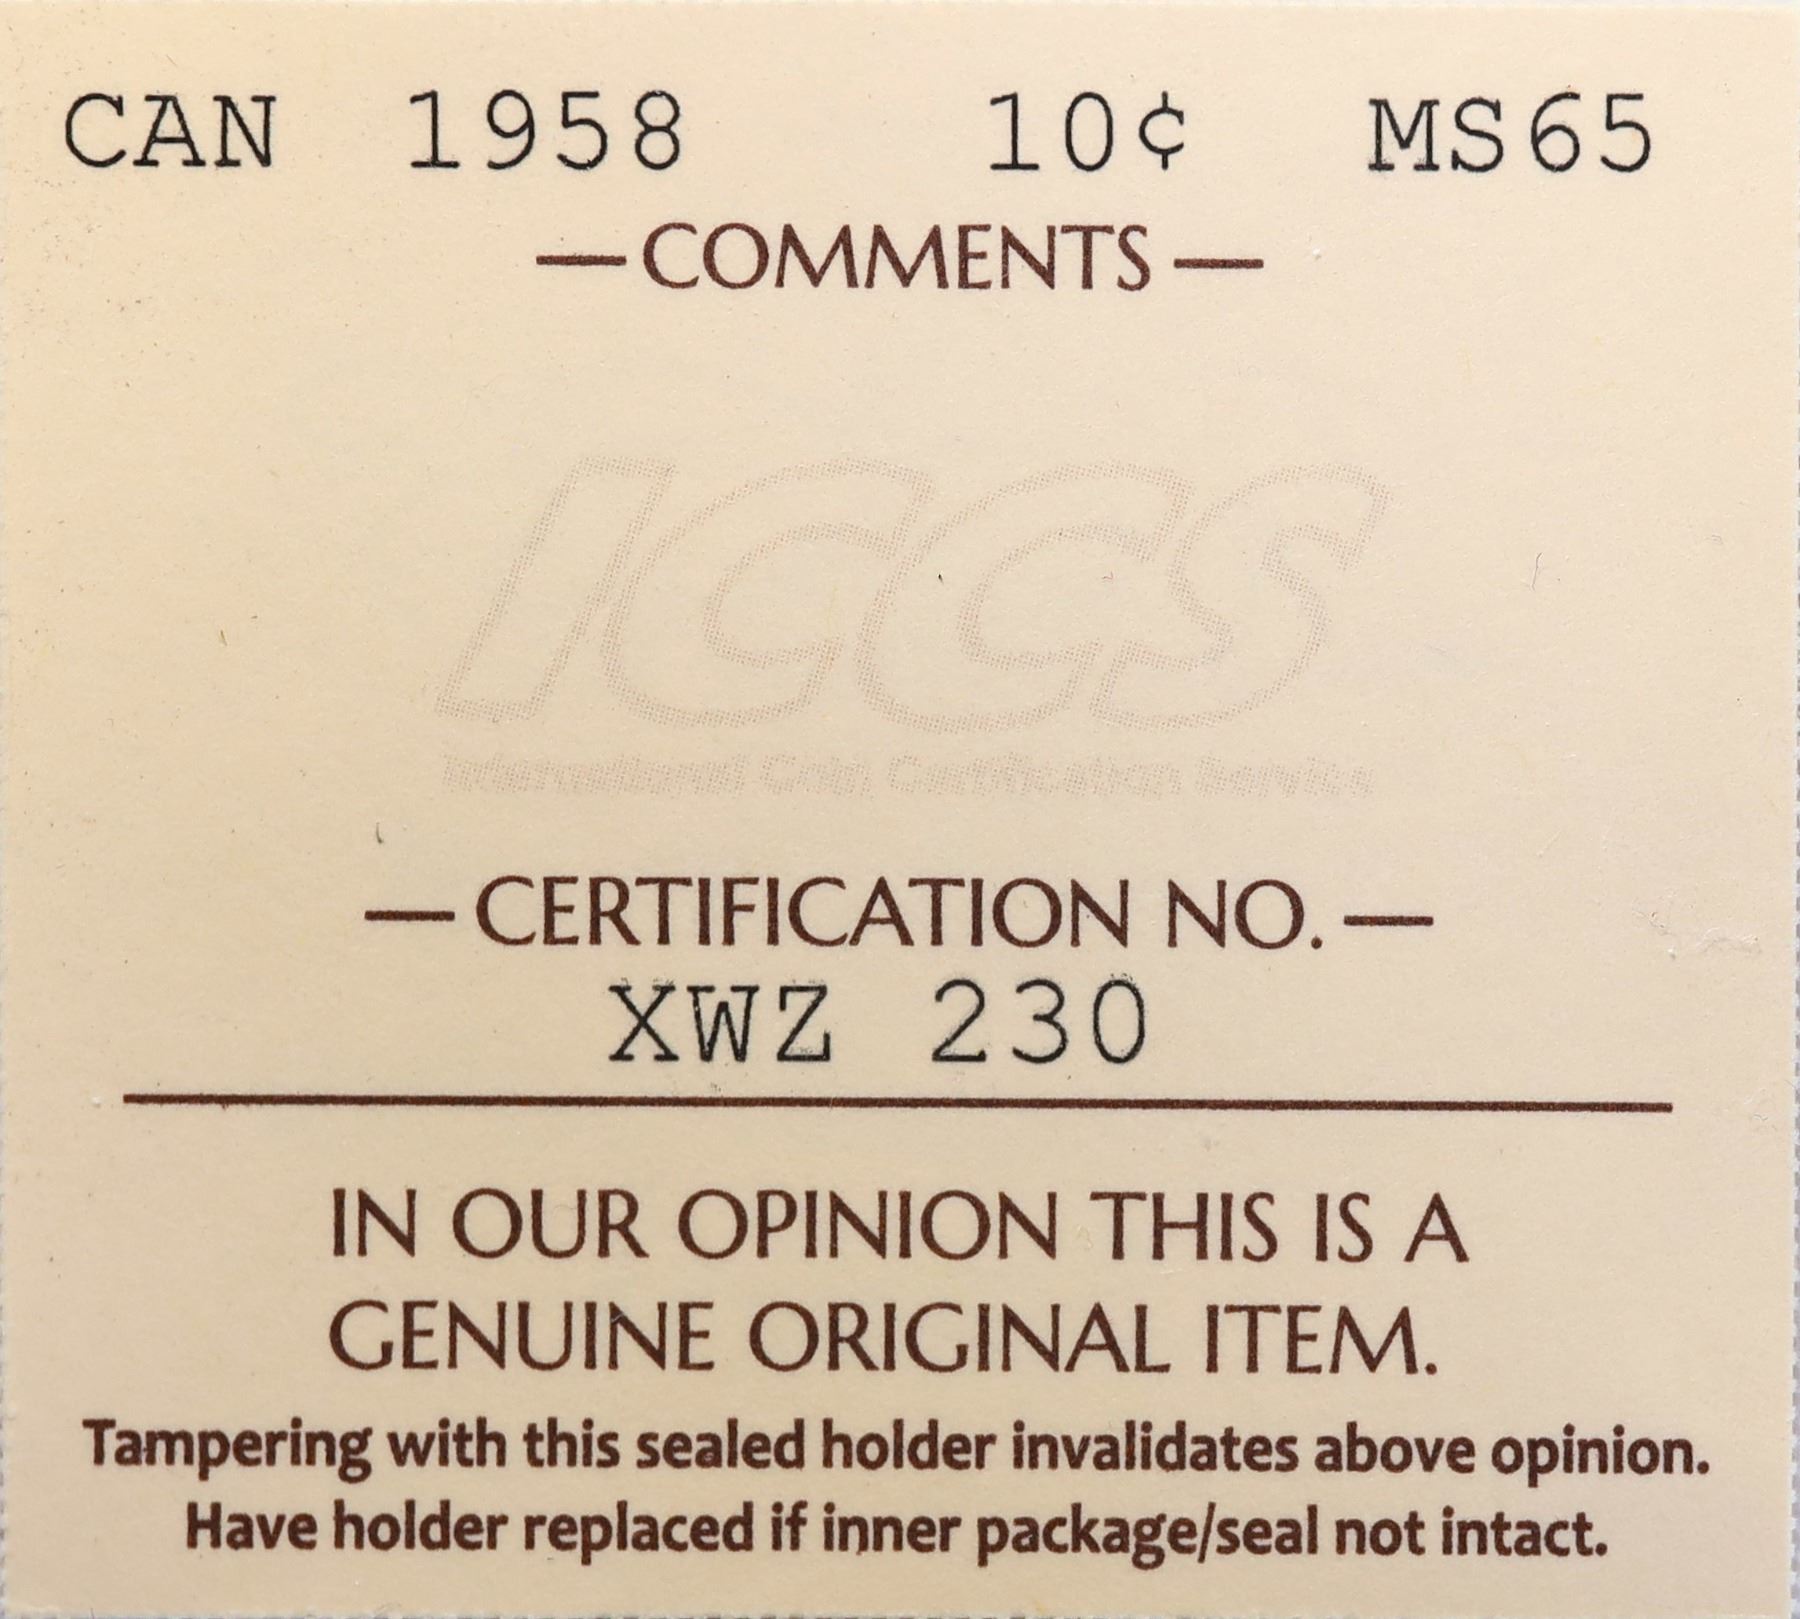 CAN 1958 10¢ MS65
—COMMENTS—
ICCS
International Coin Certification Service
—CERTIFICATION NO.—
XWZ 230
IN OUR OPINION THIS IS A
GENUINE ORIGINAL ITEM.
Tampering with this sealed holder invalidates above opinion.
Have holder replaced if inner package/seal not intact.